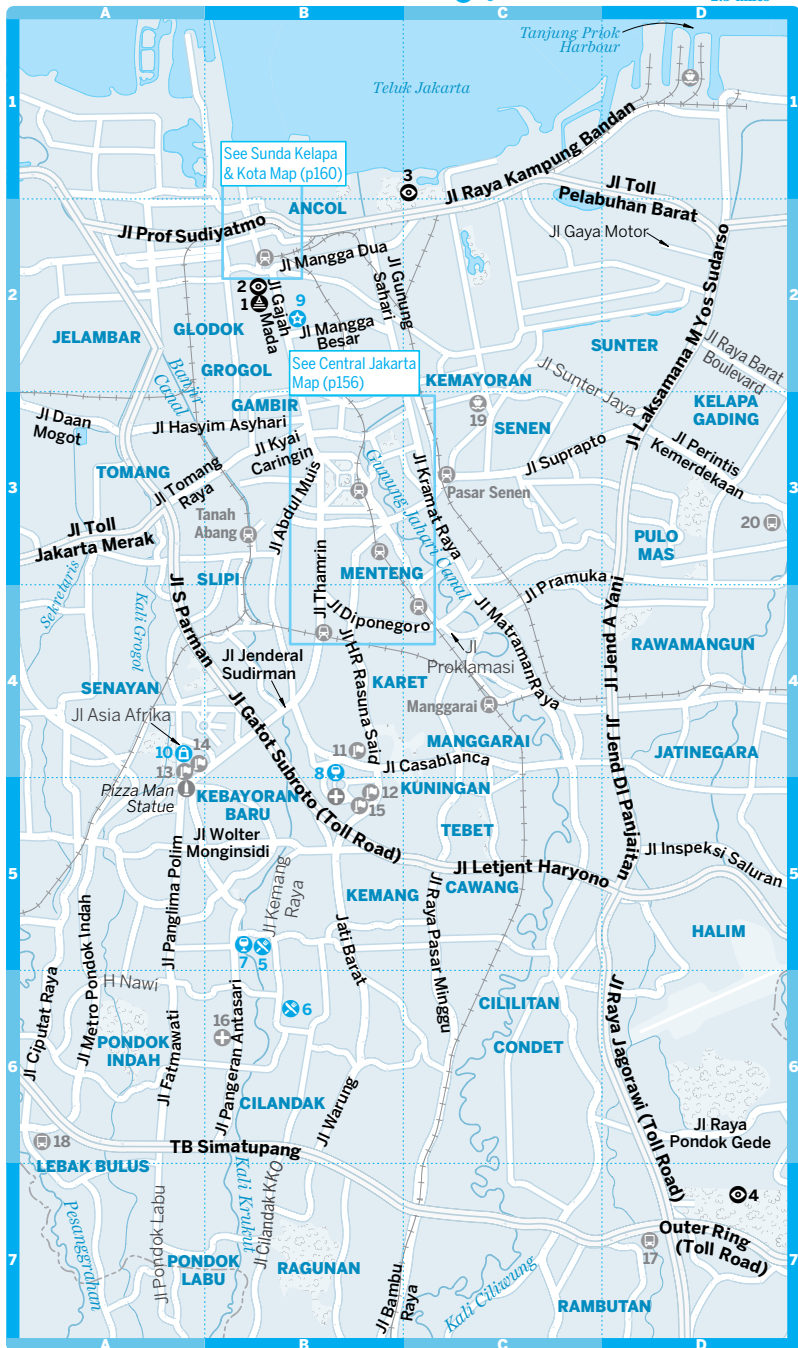 A
B
C
D
Tanjung Priok
Harbour
Teluk Jakarta
1
1
See Sunda Kelapa
& Kota Map (p160)
3
Jl Raya Kampung Bandan
Jl Toll
Pelabuhan Barat
ANCOL
Jl Prof Sudiyatmo
Jl Gaya Motor
Jl Mangga Dua
Jl Gunung
Sahari
2
1
Jl Gajah
Mada
9
Jl Mangga
Besar
2
2
JELAMBAR
GLODOK
GROGOL
SUNTER
Jl Laksamana M Yos Sudarso
Jl Raya Barat
Boulevard
Banjir
Canal
See Central Jakarta
Map (p156)
KEMAYORAN
Jl Sunter Jaya
KELAPA
GADING
GAMBIR
19
SENEN
Jl Daan
Mogot
Jl Hasyim Asyhari
Jl Kyai
Caringin
Jl Suprapto
Jl Perintis
Kemerdekaan
TOMANG
Jl Tomang
Raya
Jl Abdul Muis
Gunung Jahari Canal
Jl Kramat Raya
Pasar Senen
3
3
20
Tanah
Abang
Jl Toll
Jakarta Merak
PULO
MAS
SLIPI
Jl Thamrin
MENTENG
Jl Pramuka
Sekretaris
Kali Grogol
Jl S Parman
Jl Diponegoro
Jl Matraman Raya
Jl Jend A Yani
Jl
Proklamasi
RAWAMANGUN
Jl Jenderal
Sudirman
Jl HR Rasuna Said
KARET
4
4
SENAYAN
Jl Asia Afrika
Manggarai
Jl Gatot Subroto (Toll Road)
10
14
13
11
MANGGARAI
Jl Jend DI Panjaitan
JATINEGARA
8
Jl Casablanca
Pizza Man
Statue
KEBAYORAN
BARU
12
15
KUNINGAN
Jl Wolter
Monginsidi
TEBET
Jl Panglima Polim
Jl Letjent Haryono
Jl Inspeksi Saluran
5
5
Jl Kemang
Raya
KEMANG
Jl Raya Pasar Minggu
CAWANG
Jl Metro Pondok Indah
Jati Barat
HALIM
7
5
Jl Ciputat Raya
H Nawi
6
CILILITAN
Jl Raya Jagorawi (Toll Road)
16
PONDOK
INDAH
Jl Fatmawati
Jl Pangeran Antasari
CONDET
6
6
CILANDAK
Jl Warung
Jl Raya
Pondok Gede
18
TB Simatupang
LEBAK BULUS
Kali Krukut
Jl Cilandak KKO
4
Pesanggrahan
Jl Pondok Labu
Outer Ring
(Toll Road)
17
7
7
PONDOK
LABU
RAGUNAN
Jl Bambu
Raya
Kali Ciliwung
RAMBUTAN
A
B
C
D